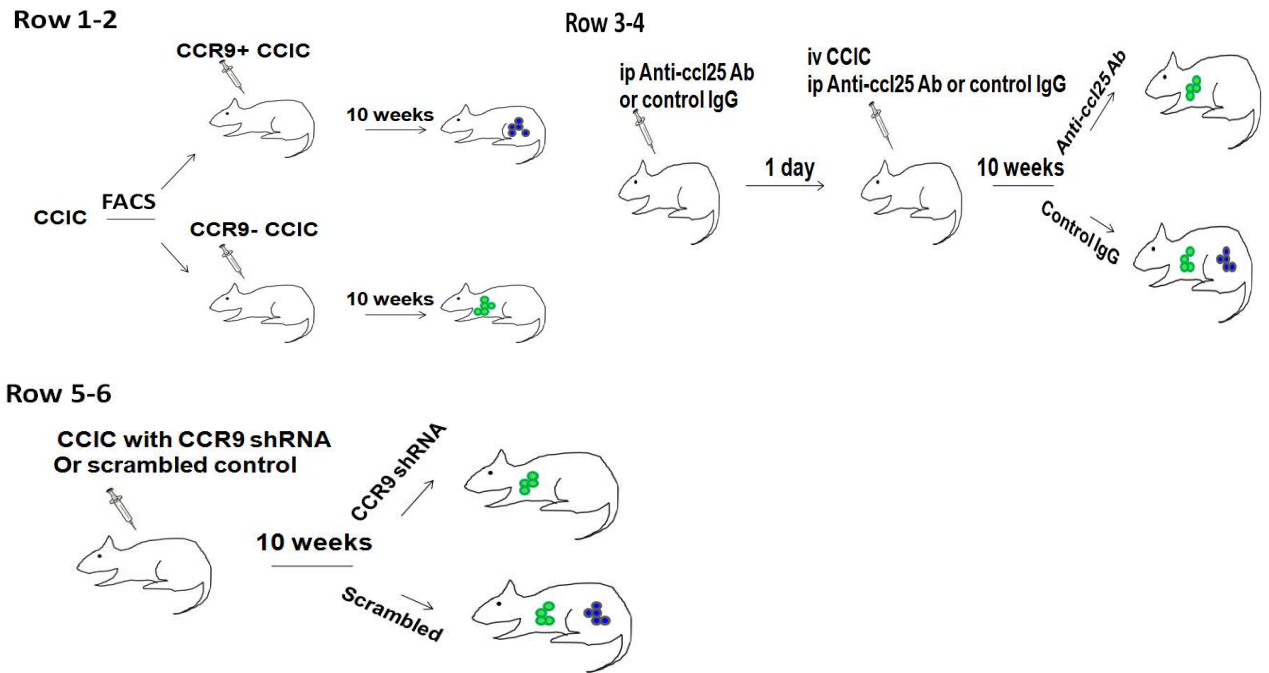 Row 1-2
CCR9+ CCIC
10 weeks
CCIC
FACS
CCR9- CCIC
10 weeks
Row 3-4
ip Anti-ccl25 Ab
or control IgG
1 day
iv CCIC
ip Anti-ccl25 Ab or control IgG
10 weeks
Anti-ccl25 Ab
Control IgG
Row 5-6
CCIC with CCR9 shRNA
Or scrambled control
10 weeks
CCR9 shRNA
Scrambled